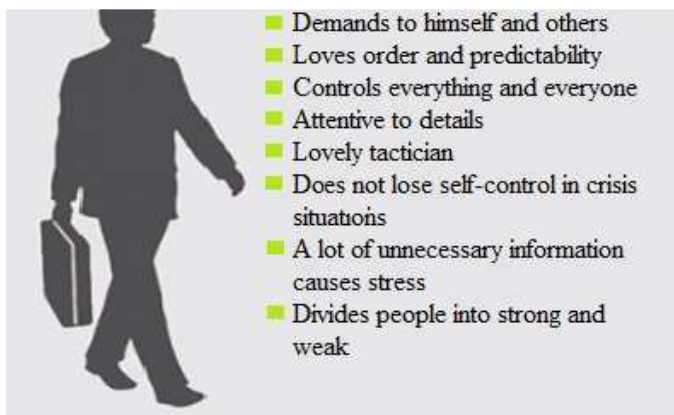 Demands to himself and others
Loves order and predictability
Controls everything and everyone
Attentive to details
Lovely tactician
Does not lose self-control in crisis
situations
A lot of unnecessary information
causes stress
Divides people into strong and
weak